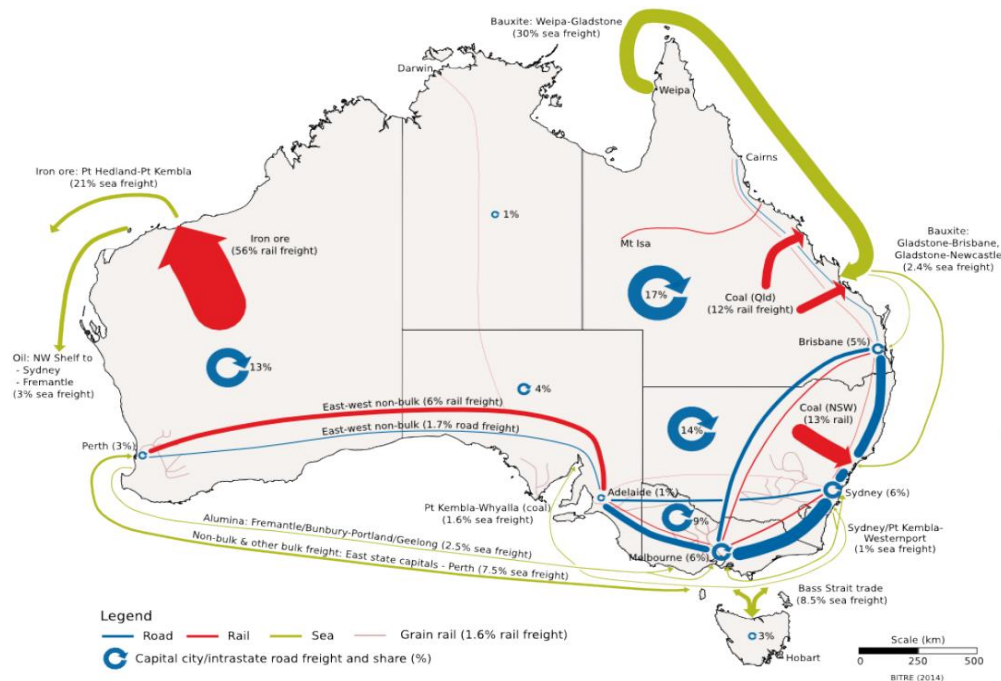 Bauxite: Weipa-Gladstone
(30% sea freight)
Darwin
Weipa
Cairns
Iron ore: Pt Hedland-Pt Kembla
(21% sea freight)
1%
Iron ore
(56% rail freight)
Mt Isa
Bauxite:
Gladstone-Brisbane,
Gladstone-Newcastle
(2.4% sea freight)
17%
Coal (Qld)
(12% rail freight)
Oil: NW Shelf to
- Sydney
- Fremantle
(3% sea freight)
13%
Brisbane (5%)
4%
East-west non-bulk (6% rail freight)
East-west non-bulk (1.7% road freight)
Coal (NSW)
(13% rail)
14%
Perth (3%)
Adelaide (1%)
Sydney (6%)
Pt Kembla-Whyalla (coal)
(1.6% sea freight)
9%
Alumina: Fremantle/Bunbury-Portland/Geelong (2.5% sea freight)
Non-bulk & other bulk freight: East state capitals - Perth (7.5% sea freight)
Melbourne (6%)
Sydney/Pt Kembla-
Westernport
(1% sea freight)
Bass Strait trade
(8.5% sea freight)
3%
Hobart
Legend
Road
Rail
Sea
Grain rail (1.6% rail freight)
Capital city/intrastate road freight and share (%)
Scale (km)
0 250 500
BITRE (2014)